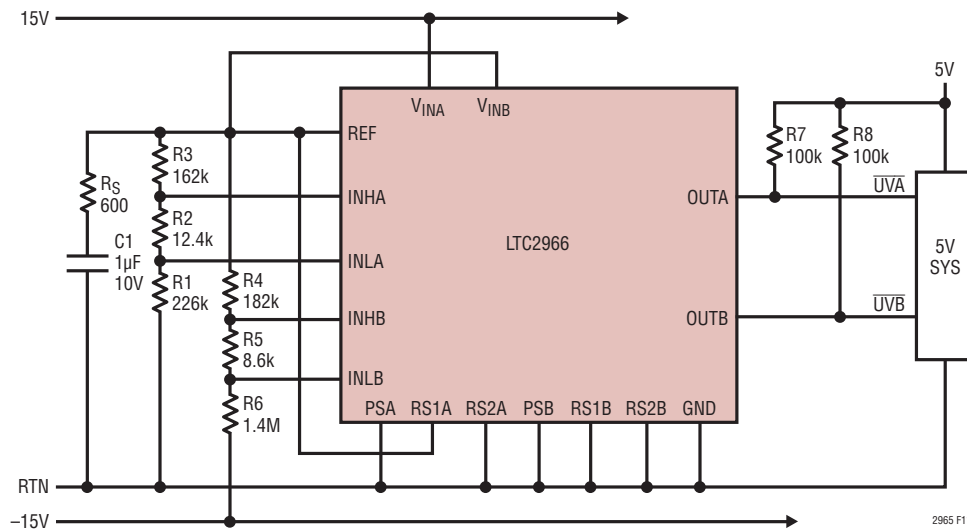 15V
5V
VINA
VINB
REF
R3
162k
R7
100k
R8
100k
RS
600
INHA
OUTA
UVA
R2
12.4k
LTC2966
5V
SYS
C1
1µF
10V
INLA
R1
226k
R4
182k
INHB
OUTB
UVB
R5
8.6k
INLB
R6
1.4M
PSA
RS1A
RS2A
PSB
RS1B
RS2B
GND
RTN
–15V
2965 F1